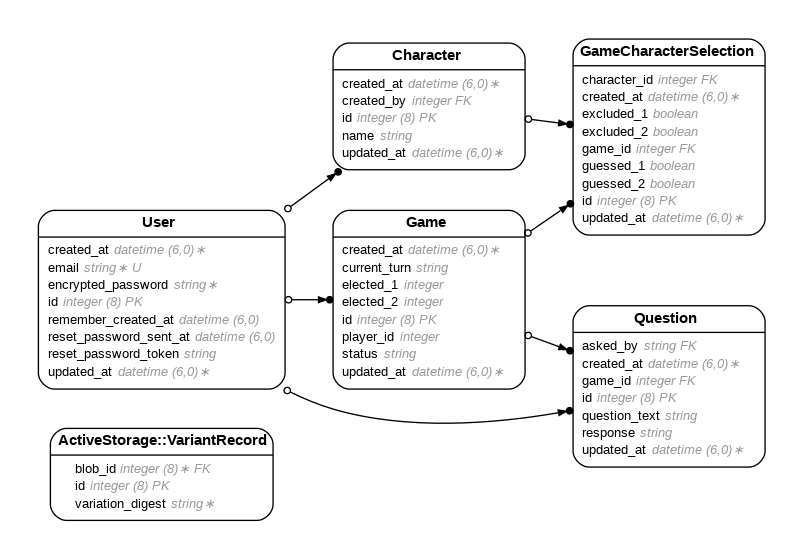 Character
created_at datetime (6,0)∗
created_by integer FK
id integer (8) PK
name string
updated_at datetime (6,0)∗
GameCharacterSelection
character_id integer FK
created_at datetime (6,0)∗
excluded_1 boolean
excluded_2 boolean
game_id integer FK
guessed_1 boolean
guessed_2 boolean
id integer (8) PK
updated_at datetime (6,0)∗
User
created_at datetime (6,0)∗
email string∗ U
encrypted_password string∗
id integer (8) PK
remember_created_at datetime (6,0)
reset_password_sent_at datetime (6,0)
reset_password_token string
updated_at datetime (6,0)∗
Game
created_at datetime (6,0)∗
current_turn string
elected_1 integer
elected_2 integer
id integer (8) PK
player_id integer
status string
updated_at datetime (6,0)∗
Question
asked_by string FK
created_at datetime (6,0)∗
game_id integer FK
id integer (8) PK
question_text string
response string
updated_at datetime (6,0)∗
ActiveStorage::VariantRecord
blob_id integer (8)∗ FK
id integer (8) PK
variation_digest string∗